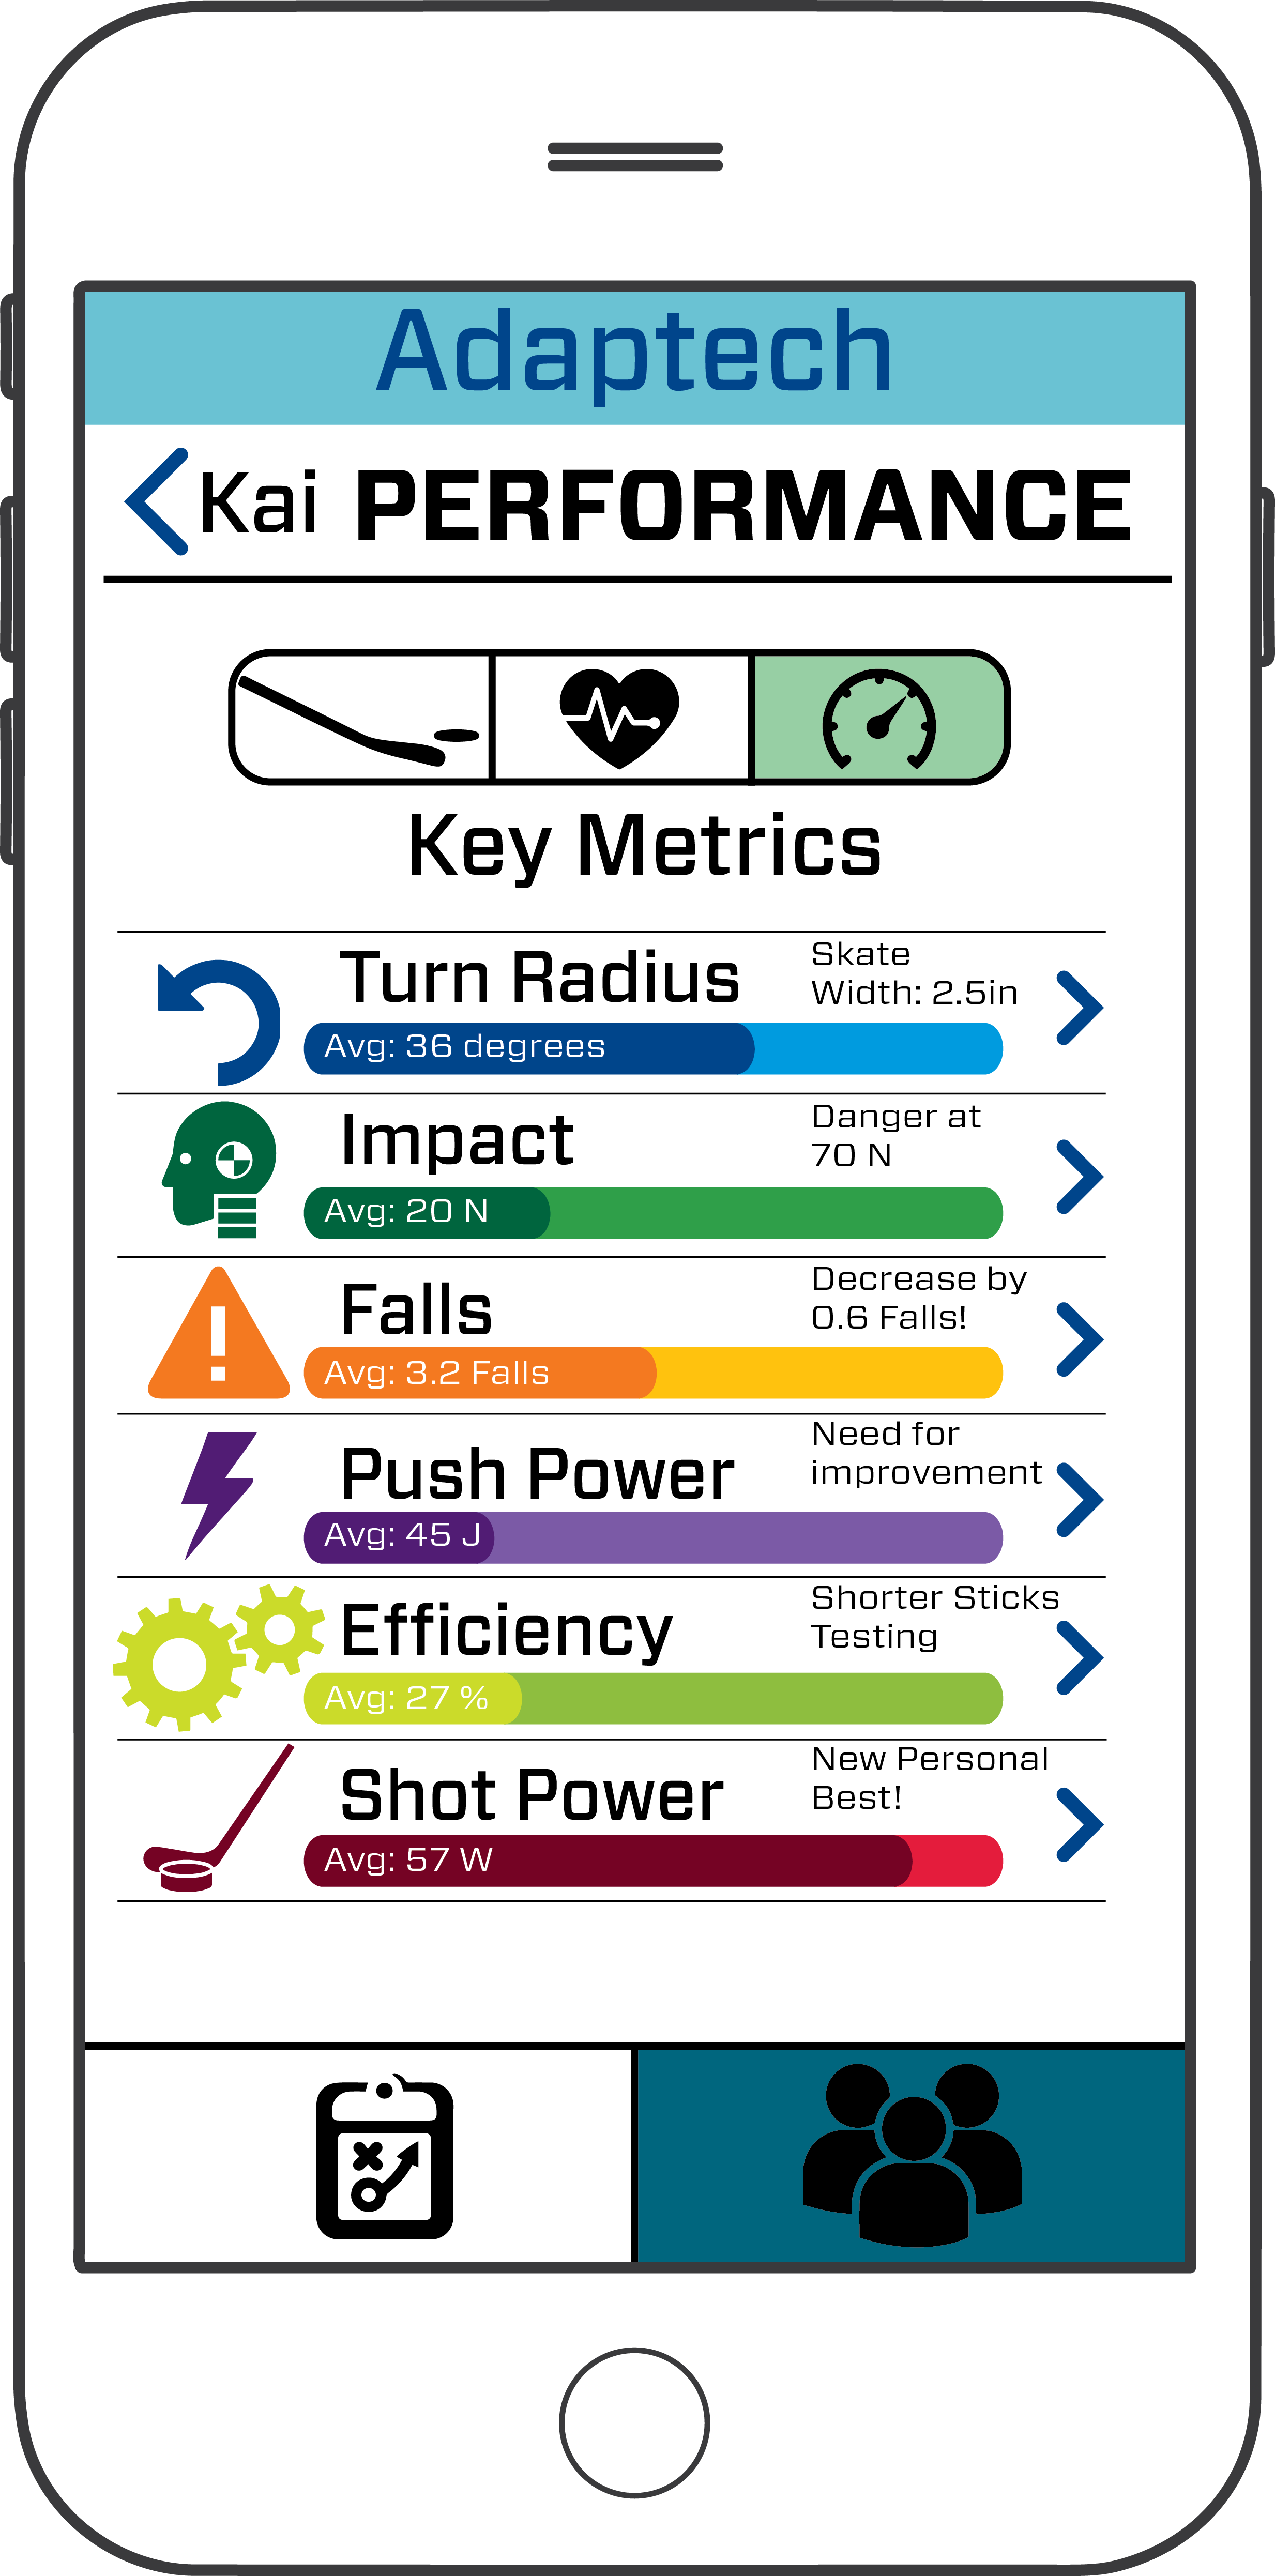 Adaptech
Kai PERFORMANCE
Key Metrics
Turn Radius
Skate
Width: 2.5in
Avg: 36 degrees
Impact
Danger at
70 N
Avg: 20 N
Falls
Decrease by
0.6 Falls!
Avg: 3.2 Falls
Push Power
Need for
improvement
Avg: 45 J
Efficiency
Shorter Sticks
Testing
Avg: 27 %
Shot Power
New Personal
Best!
Avg: 57 W